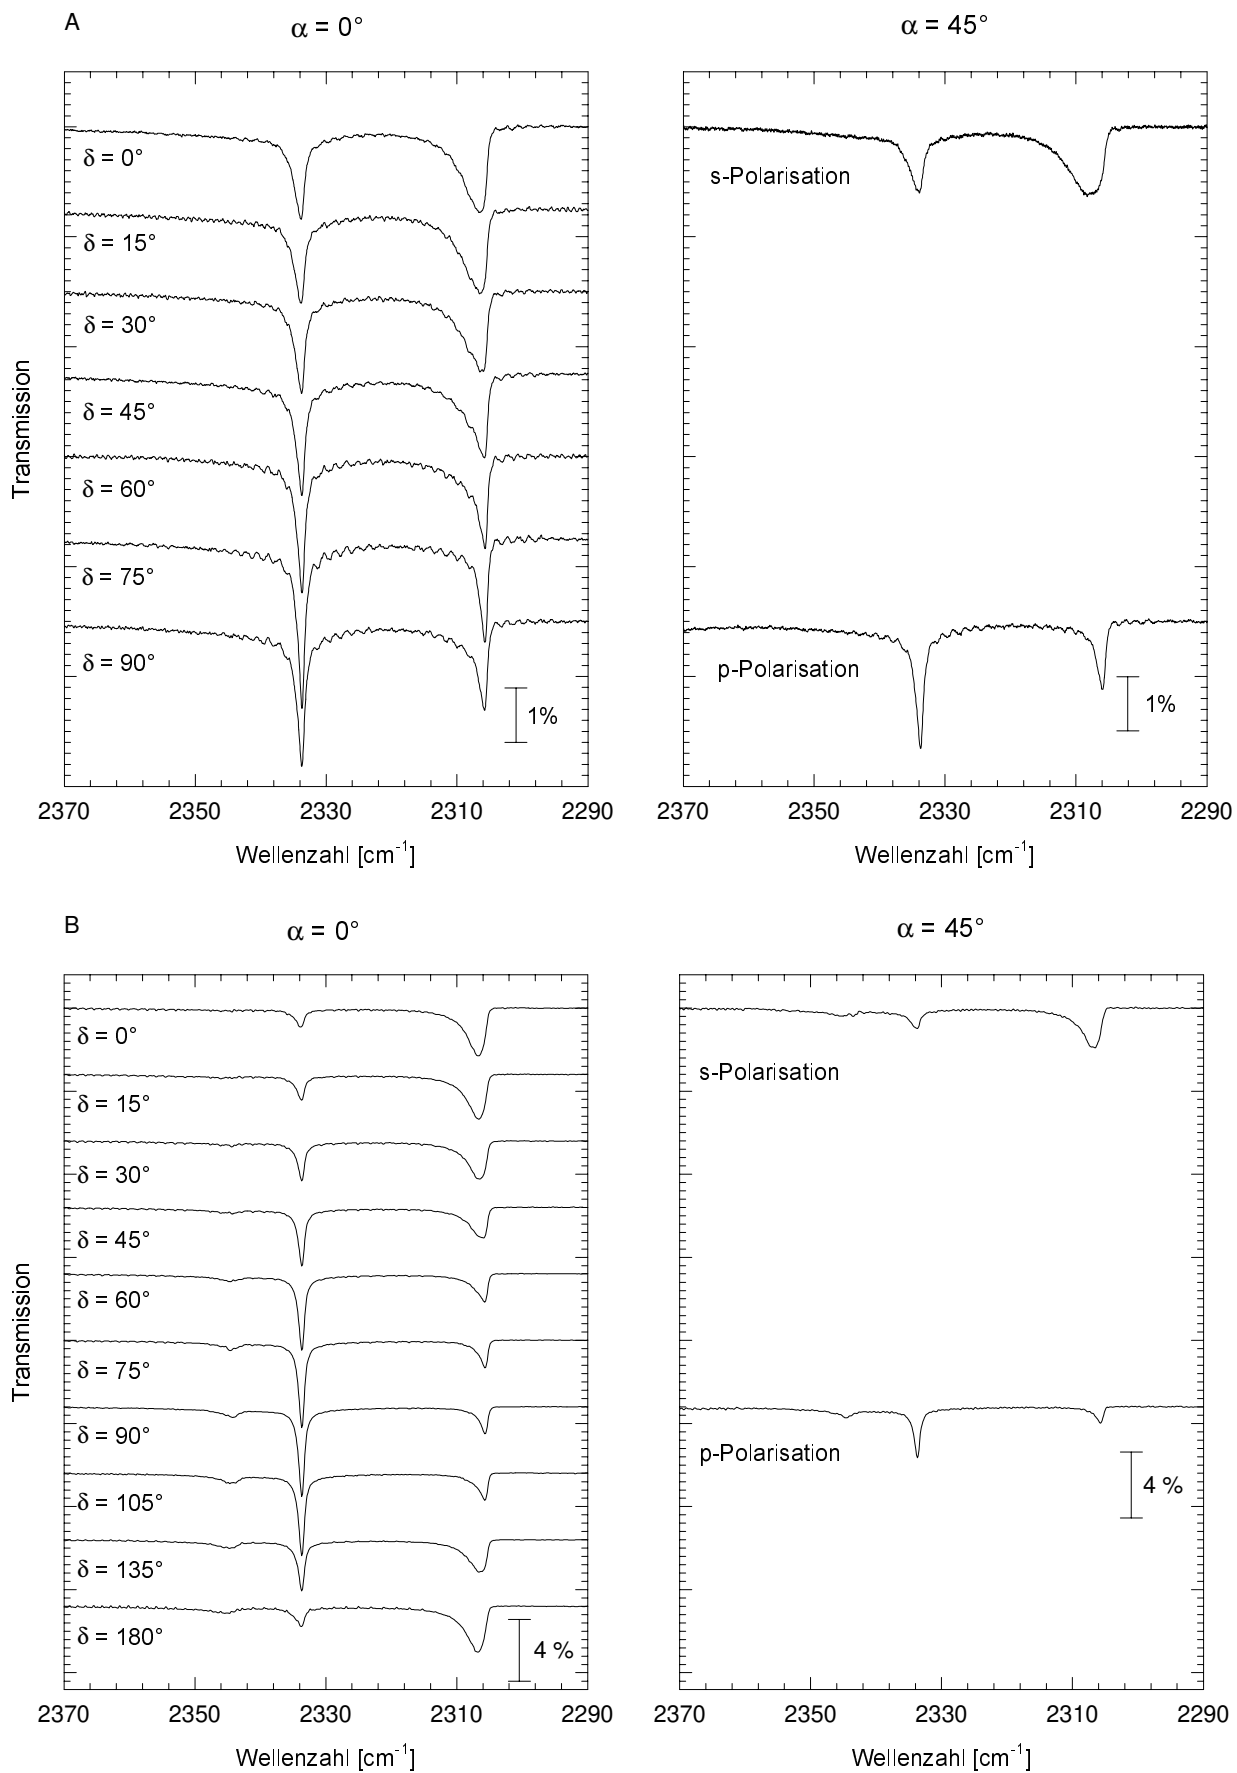 A
α = 0°
α = 45°
Transmission
δ = 0°
δ = 15°
δ = 30°
δ = 45°
δ = 60°
δ = 75°
δ = 90°
1%
2370 2350 2330 2310 2290
Wellenzahl [cm⁻¹]
s-Polarisation
p-Polarisation
1%
2370 2350 2330 2310 2290
Wellenzahl [cm⁻¹]
B
α = 0°
α = 45°
Transmission
δ = 0°
δ = 15°
δ = 30°
δ = 45°
δ = 60°
δ = 75°
δ = 90°
δ = 105°
δ = 135°
δ = 180°
4 %
2370 2350 2330 2310 2290
Wellenzahl [cm⁻¹]
s-Polarisation
p-Polarisation
4 %
2370 2350 2330 2310 2290
Wellenzahl [cm⁻¹]